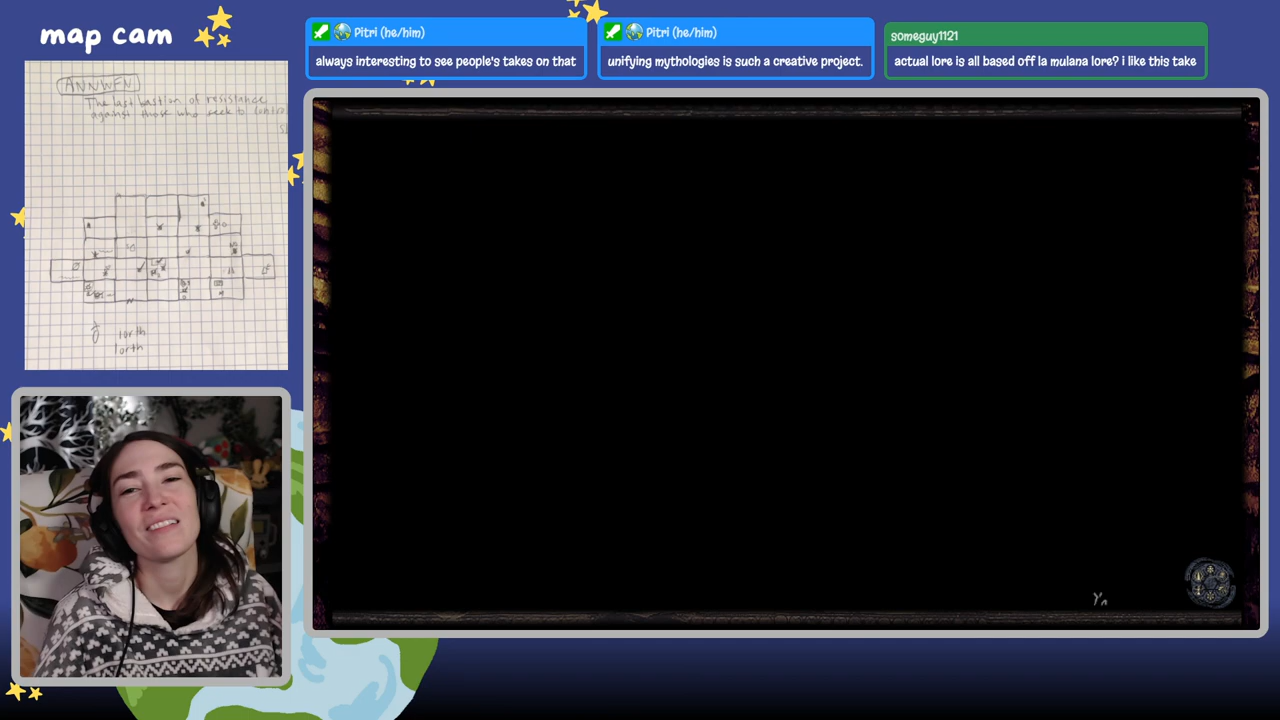 map cam
Pitri (he/him)
always interesting to see people's takes on that
Pitri (he/him)
unifying mythologies is such a creative project.
someguy1121
actual lore is all based off la mulana lore? i like this take
ANNWFN
The last bastion of resistance
against those who seek to contro